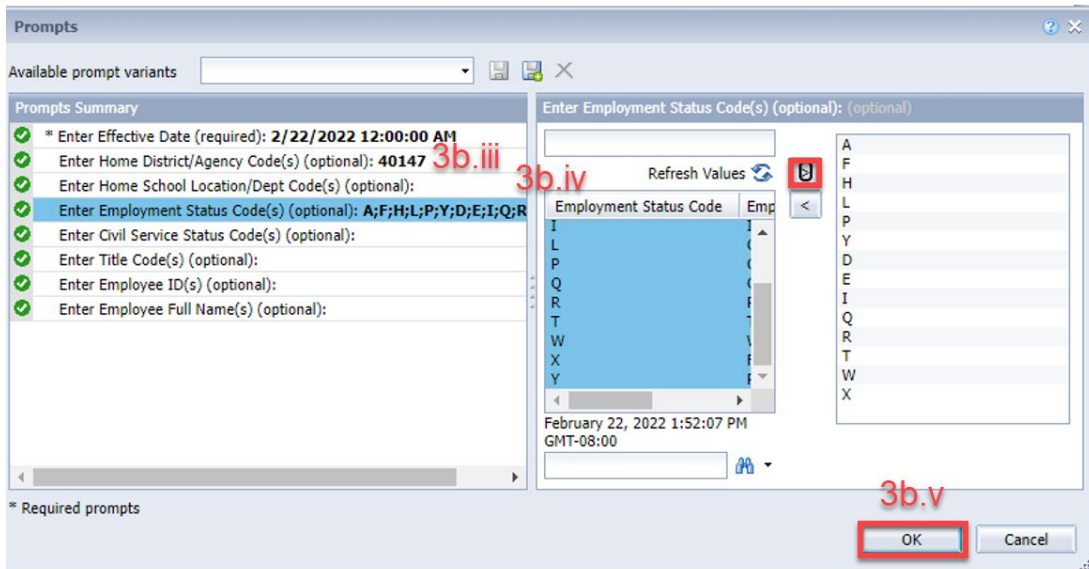 Prompts
Available prompt variants
Prompts Summary
* Enter Effective Date (required): 2/22/2022 12:00:00 AM
Enter Home District/Agency Code(s) (optional): 40147
3b.iii
Enter Home School Location/Dept Code(s) (optional):
Enter Employment Status Code(s) (optional): A;F;H;L;P;Y;D;E;I;Q;R
Enter Civil Service Status Code(s) (optional):
Enter Title Code(s) (optional):
Enter Employee ID(s) (optional):
Enter Employee Full Name(s) (optional):
* Required prompts
Enter Employment Status Code(s) (optional): (optional)
Refresh Values
3b.iv
>
<
Employment Status Code Emp
I
L
P
Q
R
T
W
X
Y
February 22, 2022 1:52:07 PM
GMT-08:00
A
F
H
L
P
Y
D
E
I
Q
R
T
W
X
3b.v
OK Cancel